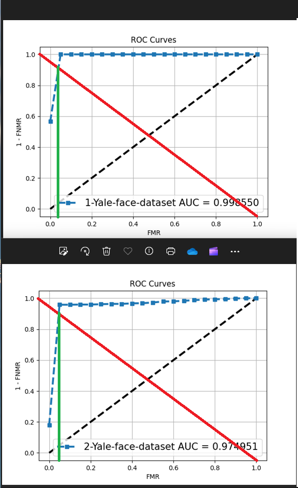 ROC Curves
1.0
0.8
0.6
0.4
0.2
0.0
1 - FNMR
1-Yale-face-dataset AUC = 0.998550
0.0 0.2 0.4 0.6 0.8 1.0
FMR
ROC Curves
1.0
0.8
0.6
0.4
0.2
0.0
1 - FNMR
2-Yale-face-dataset AUC = 0.974951
0.0 0.2 0.4 0.6 0.8 1.0
FMR